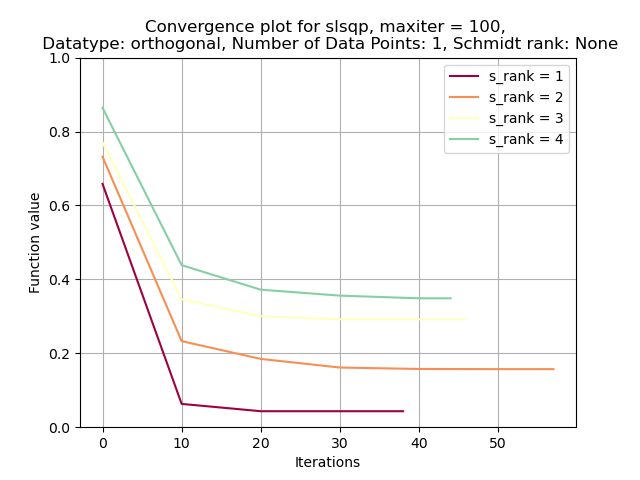 Convergence plot for slsqp, maxiter = 100,
Datatype: orthogonal, Number of Data Points: 1, Schmidt rank: None
1.0
0.8
0.6
0.4
0.2
0.0
Function value
s_rank = 1
s_rank = 2
s_rank = 3
s_rank = 4
0 10 20 30 40 50
Iterations